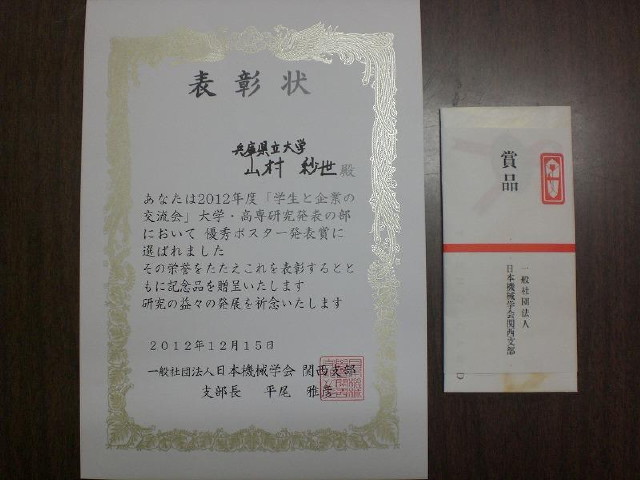 表彰状
兵庫県立大学
山村 紗世 殿
あなたは2012年度「学生と企業の
交流会」大学・高専研究発表の部
において 優秀ポスター発表賞に
選ばれました
その栄誉をたたえこれを表彰するとと
もに記念品を贈呈いたします
研究の益々の発展を祈念いたします
2012年12月15日
一般社団法人日本機械学会 関西支部
支部長 平尾 雅彦
賞品
一般社団法人
日本機械学会関西支部